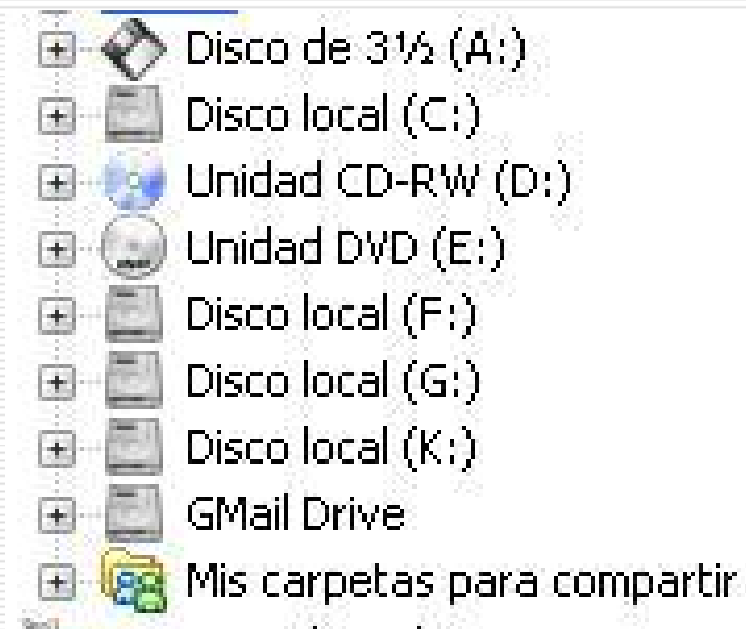 Disco de 3½ (A:)
Disco local (C:)
Unidad CD-RW (D:)
Unidad DVD (E:)
Disco local (F:)
Disco local (G:)
Disco local (K:)
GMail Drive
Mis carpetas para compartir